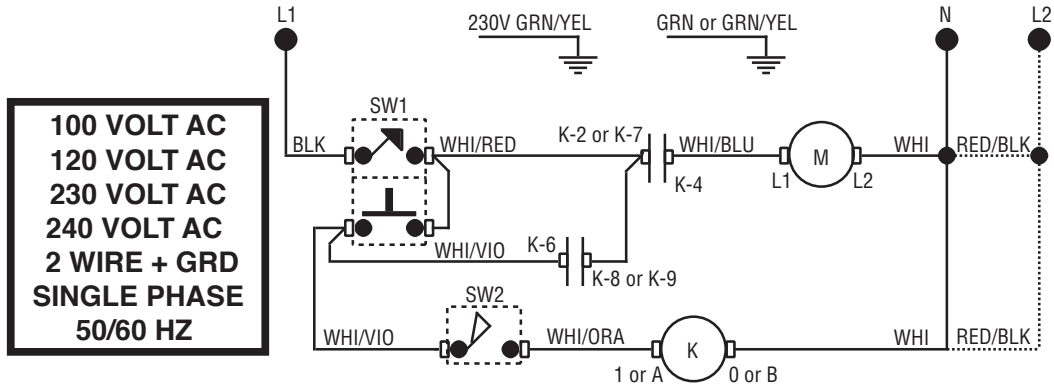 L1
230V GRN/YEL
GRN or GRN/YEL
N
L2
100 VOLT AC
120 VOLT AC
230 VOLT AC
240 VOLT AC
2 WIRE + GRD
SINGLE PHASE
50/60 HZ
SW1
BLK
WHI/RED
K-2 or K-7
WHI/BLU
K-4
L1
M
L2
WHI
RED/BLK
WHI/VIO
K-6
K-8 or K-9
SW2
WHI/VIO
WHI/ORA
K
1 or A
0 or B
WHI
RED/BLK